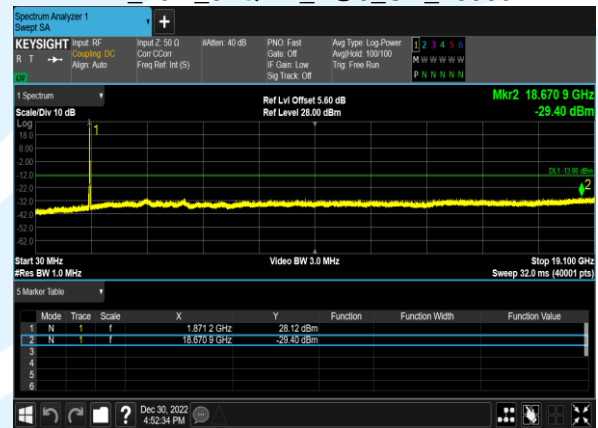 Spectrum Analyzer 1
Swept SA
+
KEYSIGHT Input: RF Input Z: 50 Ω #Atten: 40 dB PNO: Fast Avg Type: Log-Power 1 2 3 4 5 6
R T Coupling: DC Corr CCorr Gate: Off Avg|Hold: 100/100 M W W W W W
Align: Auto Freq Ref: Int (S) IF Gain: Low Trig: Free Run
Sig Track: Off P N N N N N
1 Spectrum Ref Lvl Offset 5.60 dB Mkr2 18.670 9 GHz
Scale/Div 10 dB Ref Level 28.00 dBm -29.40 dBm
Log
18.0
8.00
-2.00
-12.0
-22.0
-32.0
-42.0
-52.0
-62.0
1
DL1 -13.00 dBm
2
Start 30 MHz Video BW 3.0 MHz Stop 19.100 GHz
#Res BW 1.0 MHz Sweep 32.0 ms (40001 pts)
5 Marker Table
Mode Trace Scale X Y Function Function Width Function Value
1 N 1 f 1.871 2 GHz 28.12 dBm
2 N 1 f 18.670 9 GHz -29.40 dBm
3
4
5
6
? Dec 30, 2022
4:52:34 PM